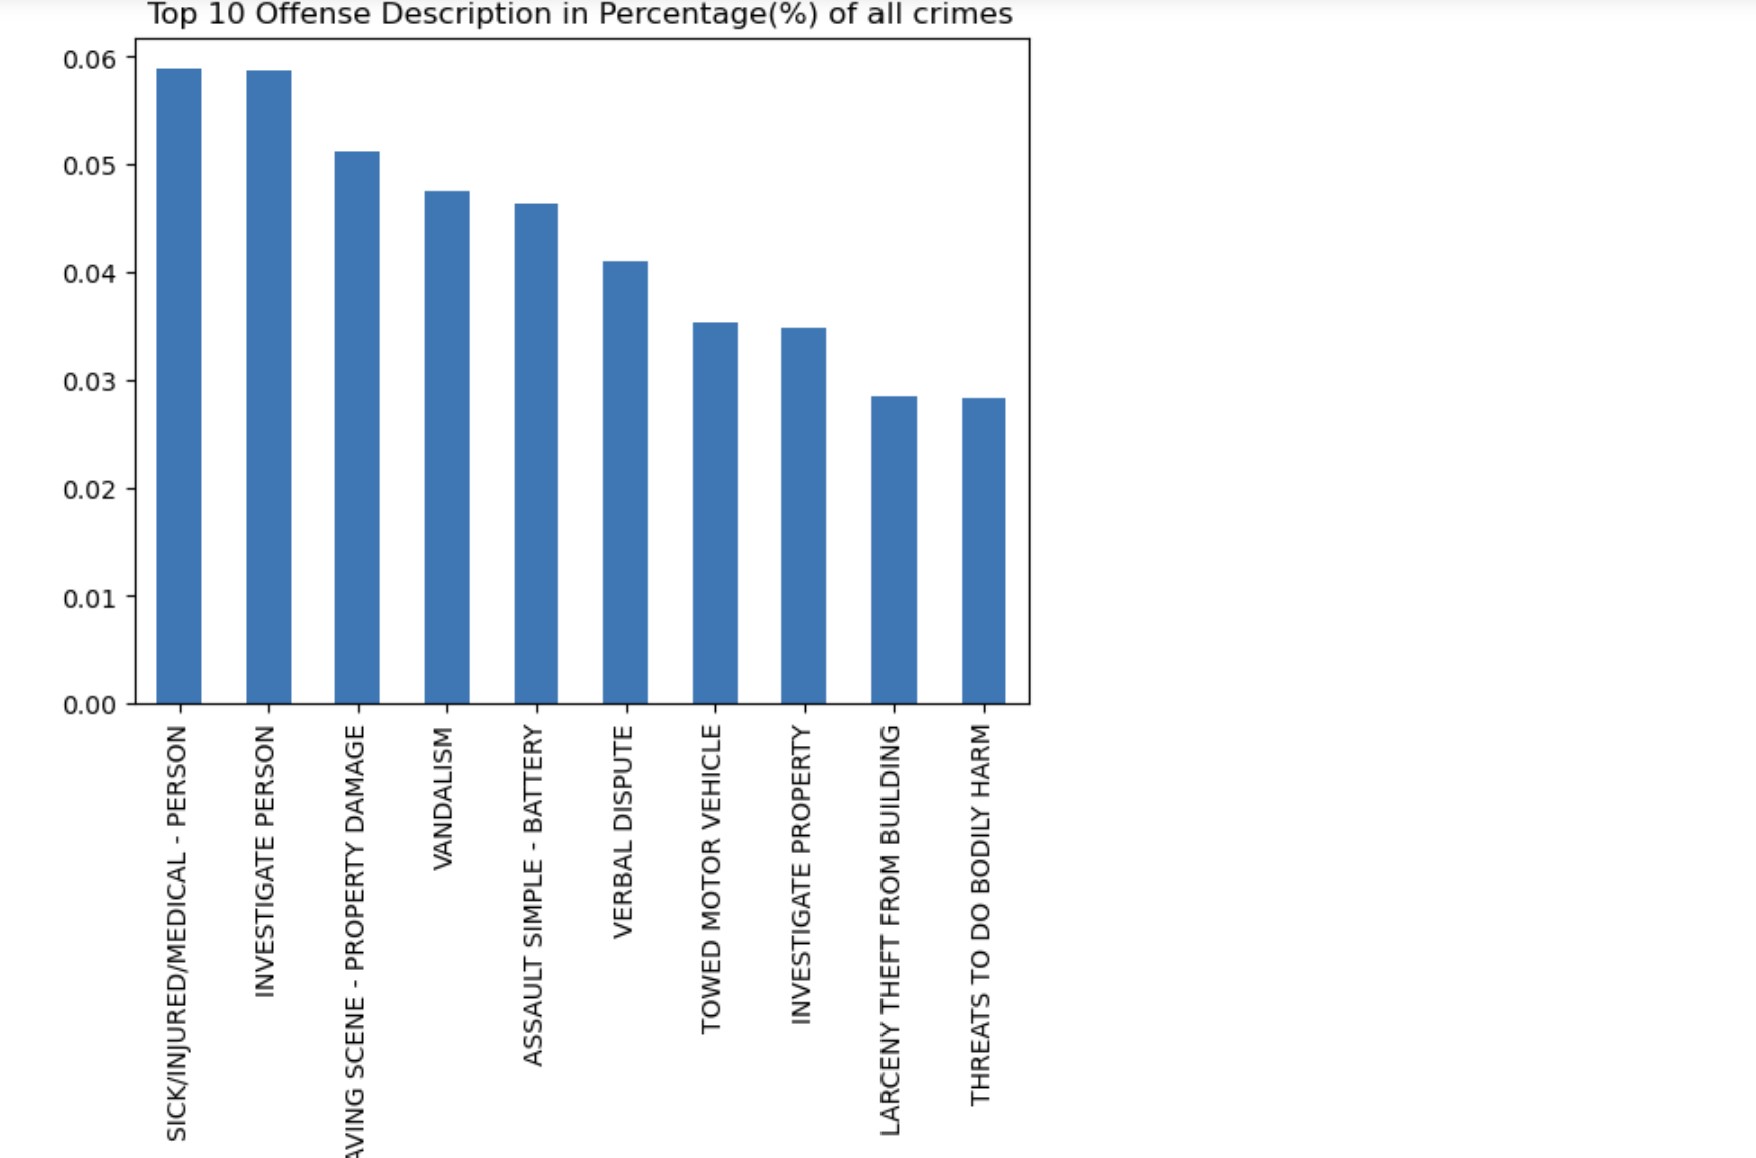 Top 10 Offense Description in Percentage(%) of all crimes
0.06
0.05
0.04
0.03
0.02
0.01
0.00
SICK/INJURED/MEDICAL - PERSON
INVESTIGATE PERSON
AVING SCENE - PROPERTY DAMAGE
VANDALISM
ASSAULT SIMPLE - BATTERY
VERBAL DISPUTE
TOWED MOTOR VEHICLE
INVESTIGATE PROPERTY
LARCENY THEFT FROM BUILDING
THREATS TO DO BODILY HARM